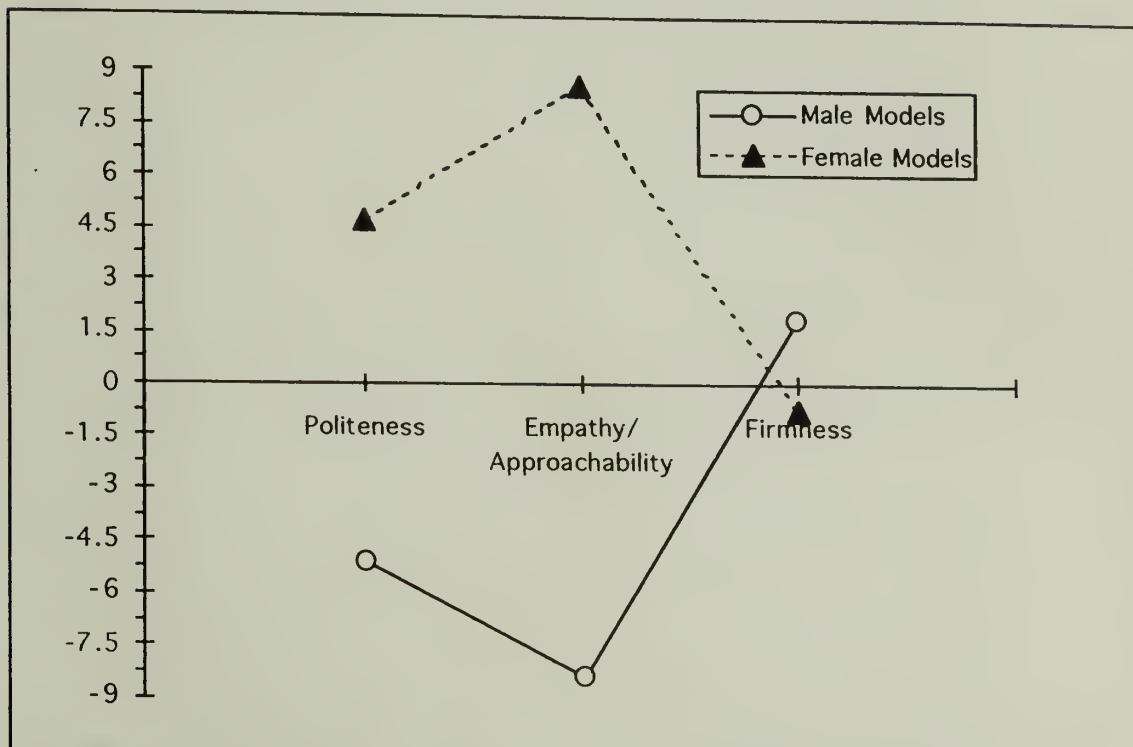 9
7.5
6
4.5
3
1.5
0
-1.5
-3
-4.5
-6
-7.5
-9
Male Models
Female Models
Politeness
Empathy/
Approachability
Firmness